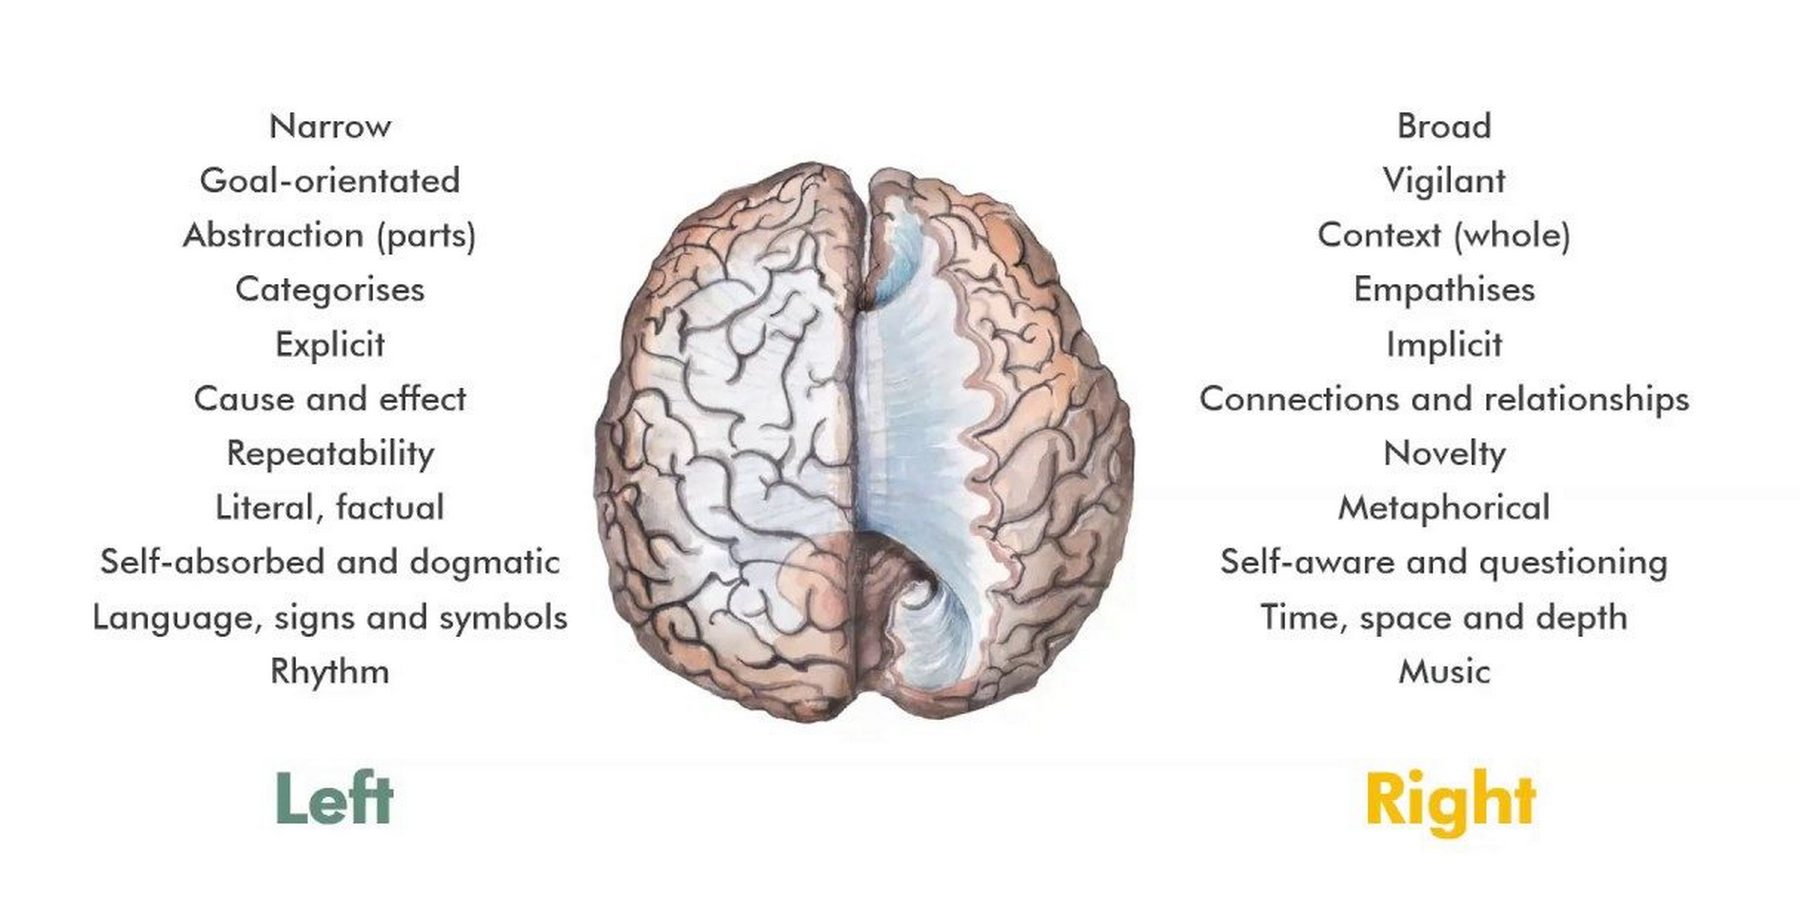 Narrow
Goal-orientated
Abstraction (parts)
Categorises
Explicit
Cause and effect
Repeatability
Literal, factual
Self-absorbed and dogmatic
Language, signs and symbols
Rhythm
Left
Broad
Vigilant
Context (whole)
Empathises
Implicit
Connections and relationships
Novelty
Metaphorical
Self-aware and questioning
Time, space and depth
Music
Right